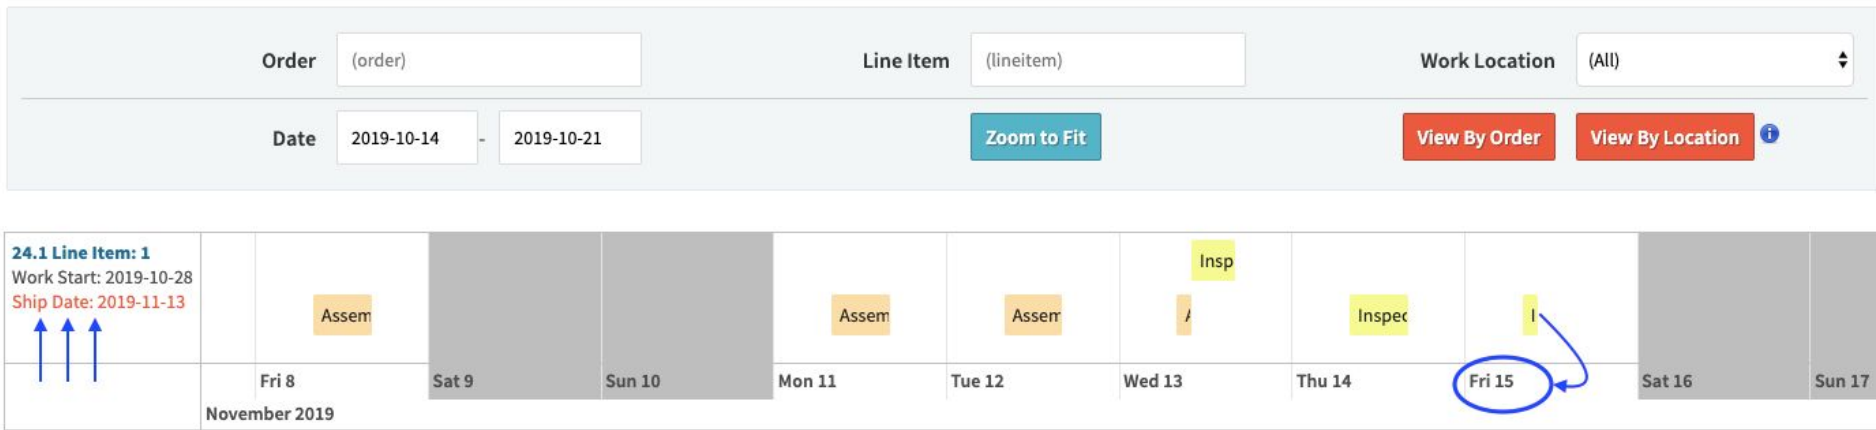 Order (order) Line Item (lineitem) Work Location (All)
Date 2019-10-14 - 2019-10-21 Zoom to Fit View By Order View By Location i
24.1 Line Item: 1
Work Start: 2019-10-28
Ship Date: 2019-11-13
Insp
Assem Assem Assem A Inspec I
Fri 8 Sat 9 Sun 10 Mon 11 Tue 12 Wed 13 Thu 14 Fri 15 Sat 16 Sun 17
November 2019